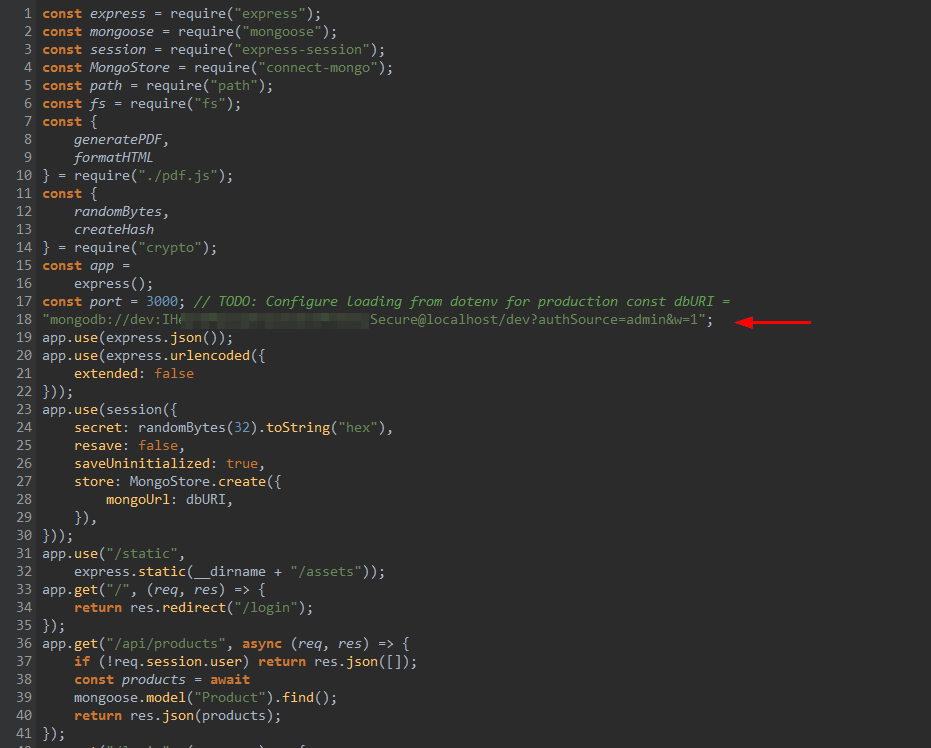 1 const express = require("express");
2 const mongoose = require("mongoose");
3 const session = require("express-session");
4 const MongoStore = require("connect-mongo");
5 const path = require("path");
6 const fs = require("fs");
7 const {
8     generatePDF,
9     formatHTML
10 } = require("./pdf.js");
11 const {
12     randomBytes,
13     createHash
14 } = require("crypto");
15 const app =
16     express();
17 const port = 3000; // TODO: Configure loading from dotenv for production const dbURI =
18 "mongodb://dev:IHe Secure@localhost/dev?authSource=admin&w=1";
19 app.use(express.json());
20 app.use(express.urlencoded({
21     extended: false
22 }));
23 app.use(session({
24     secret: randomBytes(32).toString("hex"),
25     resave: false,
26     saveUninitialized: true,
27     store: MongoStore.create({
28         mongoUrl: dbURI,
29     }),
30 }));
31 app.use("/static",
32     express.static(__dirname + "/assets"));
33 app.get("/", (req, res) => {
34     return res.redirect("/login");
35 });
36 app.get("/api/products", async (req, res) => {
37     if (!req.session.user) return res.json([]);
38     const products = await
39     mongoose.model("Product").find();
40     return res.json(products);
41 });